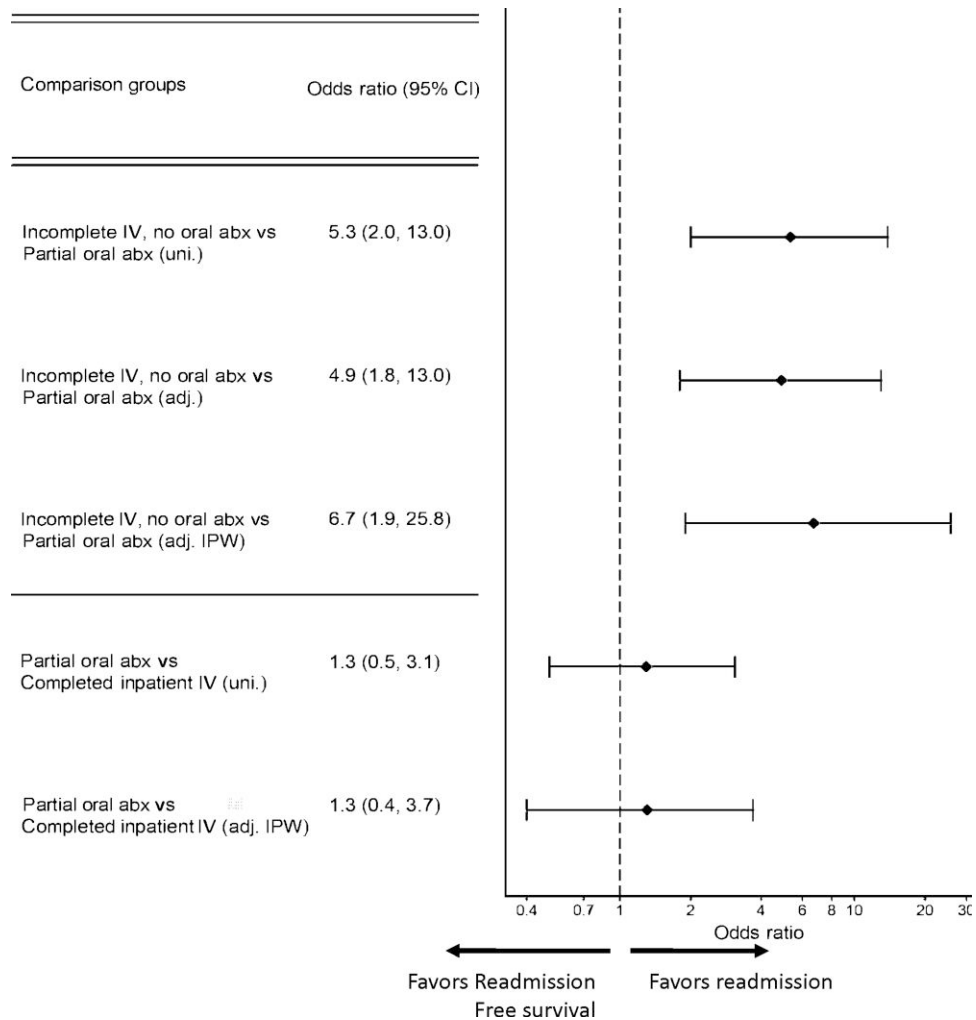 Comparison groups
Odds ratio (95% CI)
Incomplete IV, no oral abx vs
Partial oral abx (uni.)
5.3 (2.0, 13.0)
Incomplete IV, no oral abx vs
Partial oral abx (adj.)
4.9 (1.8, 13.0)
Incomplete IV, no oral abx vs
Partial oral abx (adj. IPW)
6.7 (1.9, 25.8)
Partial oral abx vs
Completed inpatient IV (uni.)
1.3 (0.5, 3.1)
Partial oral abx vs
Completed inpatient IV (adj. IPW)
1.3 (0.4, 3.7)
0.4 0.7 1 2 4 6 8 10 20 30
Odds ratio
Favors Readmission
Free survival
Favors readmission